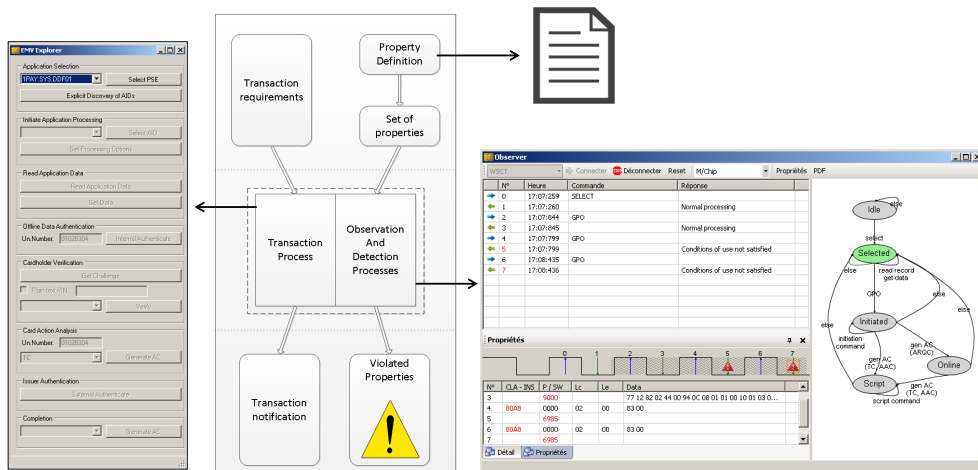 EMV Explorer
Application Selection
1PAY.SYS.DDF01
Select PSE
Explicit Discovery of AIDs
Initiate Application Processing
Select AID
Get Processing Options
Read Application Data
Read Application Data
Get Data
Offline Data Authentication
Un.Number: 01020304
Internal Authenticate
Cardholder Verification
Get Challenge
Plain text PIN:
Verify
Card Action Analysis
Un.Number: 01020304
TC
Generate AC
Issuer Authentication
External Authenticate
Completion
Generate AC
Transaction
requirements
Property
Definition
Set of
properties
Transaction
Process
Observation
And
Detection
Processes
Transaction
notification
Violated
Properties
Observer
WSCT Connecter Déconnecter Reset M/Chip Propriétés PDF
N° Heure Commande Réponse
0 17:07:259 SELECT
1 17:07:260 Normal processing
2 17:07:844 GPO
3 17:07:845 Normal processing
4 17:07:799 GPO
5 17:07:799 Conditions of use not satisfied
6 17:08:435 GPO
7 17:08:436 Conditions of use not satisfied
Propriétés
0 1 2 3 4 5 6 7
N° CLA - INS P / SW Lc Le Data
3 9000 77 12 82 02 44 00 94 0C 08 01 01 00 10 01 03 0...
4 80A8 0000 02 00 83 00
5 6985
6 80A8 0000 02 00 83 00
7 6985
Détail Propriétés
Idle
else
select
Selected
else
read record
get data
GPO
else
else
Initiated
else
initiation
command
gen AC
(ARQC)
gen AC
(TC, AAC)
Online
Script
gen AC
(TC, AAC)
script command